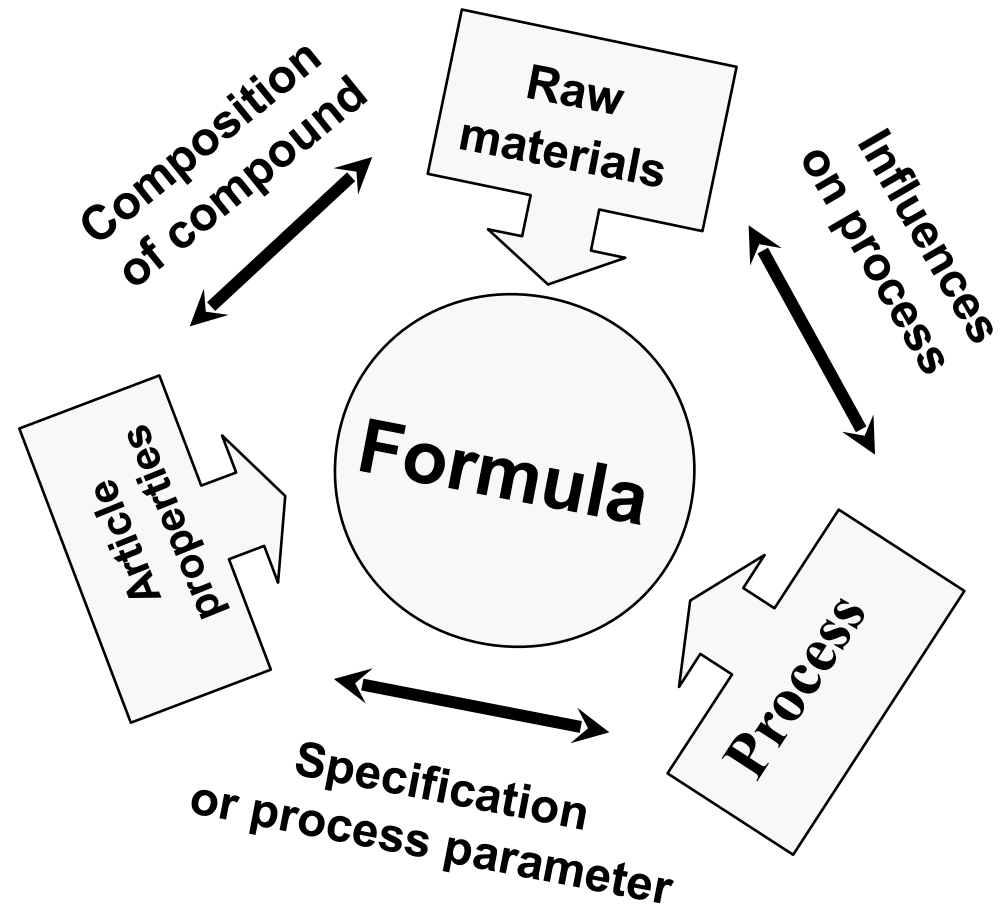 Composition
of compound
Raw
materials
Influences
on process
Formula
Article
properties
Process
Specification
or process parameter